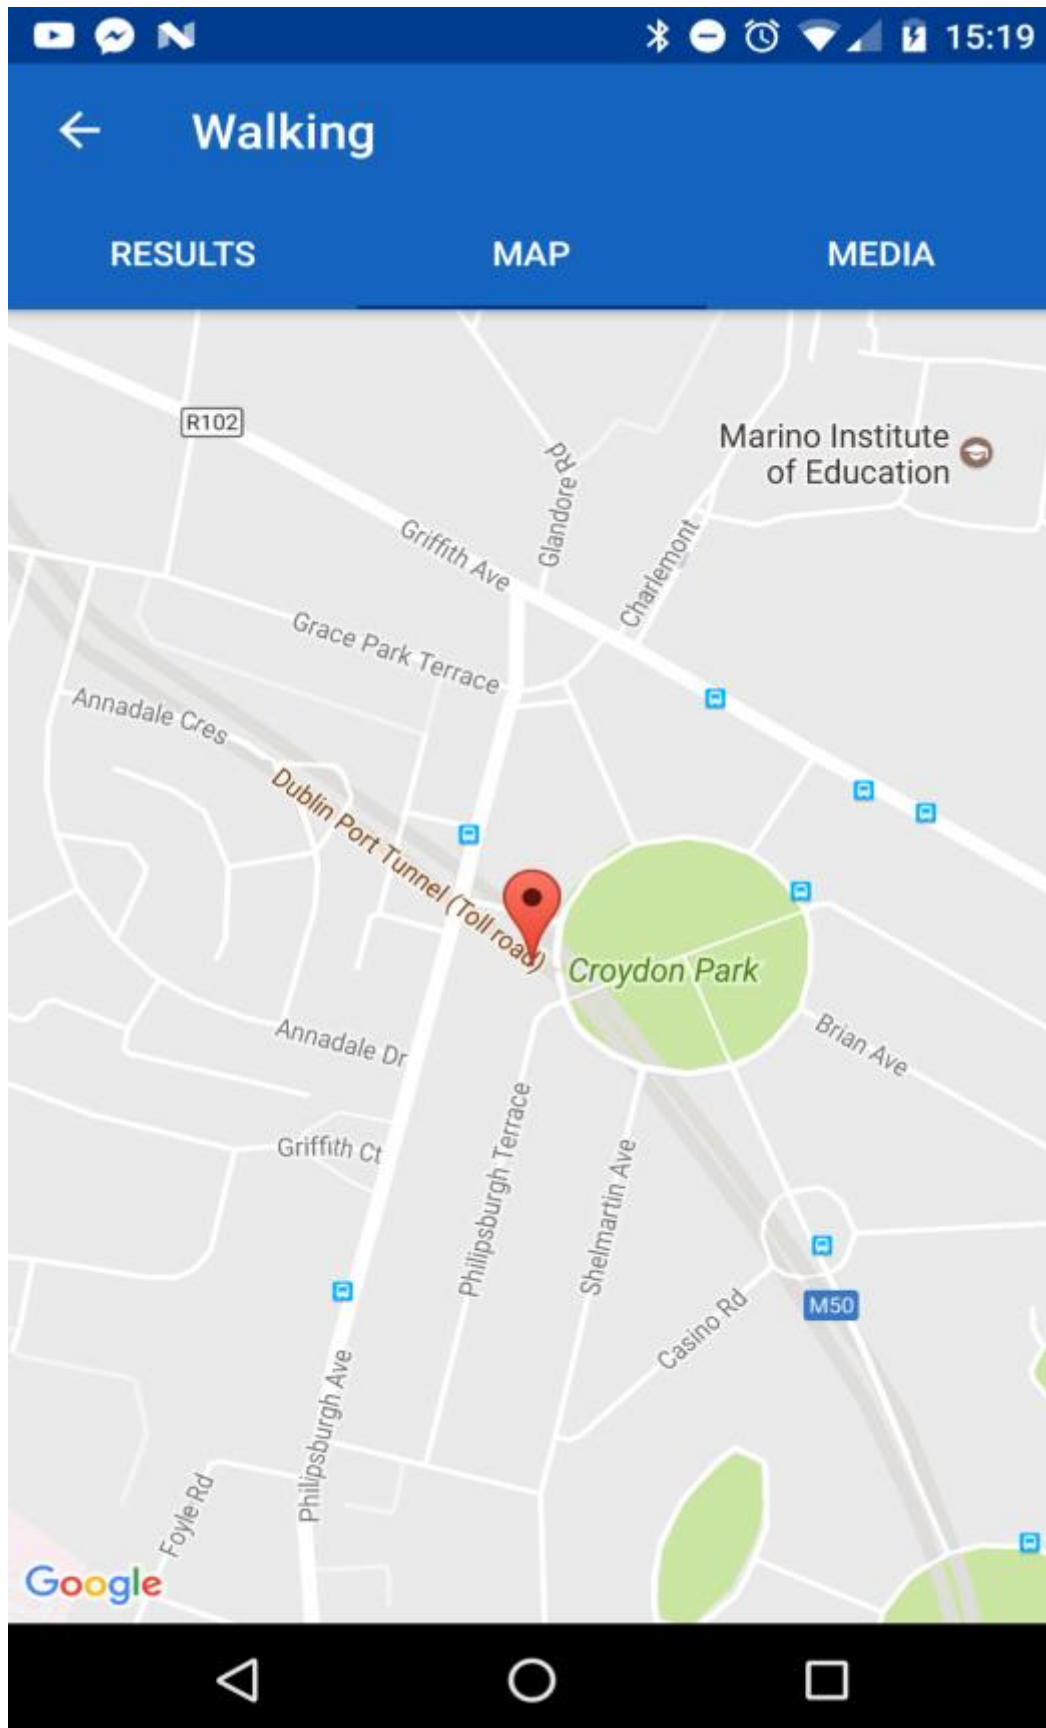 15:19
Walking
RESULTS
MAP
MEDIA
R102
Marino Institute
of Education
Glandore Rd
Griffith Ave
Charlemont
Grace Park Terrace
Annadale Cres
Dublin Port Tunnel (Toll road)
Croydon Park
Brian Ave
Annadale Dr
Griffith Ct
Philipsburgh Terrace
Shelmartin Ave
Casino Rd
M50
Philipsburgh Ave
Foyle Rd
Google